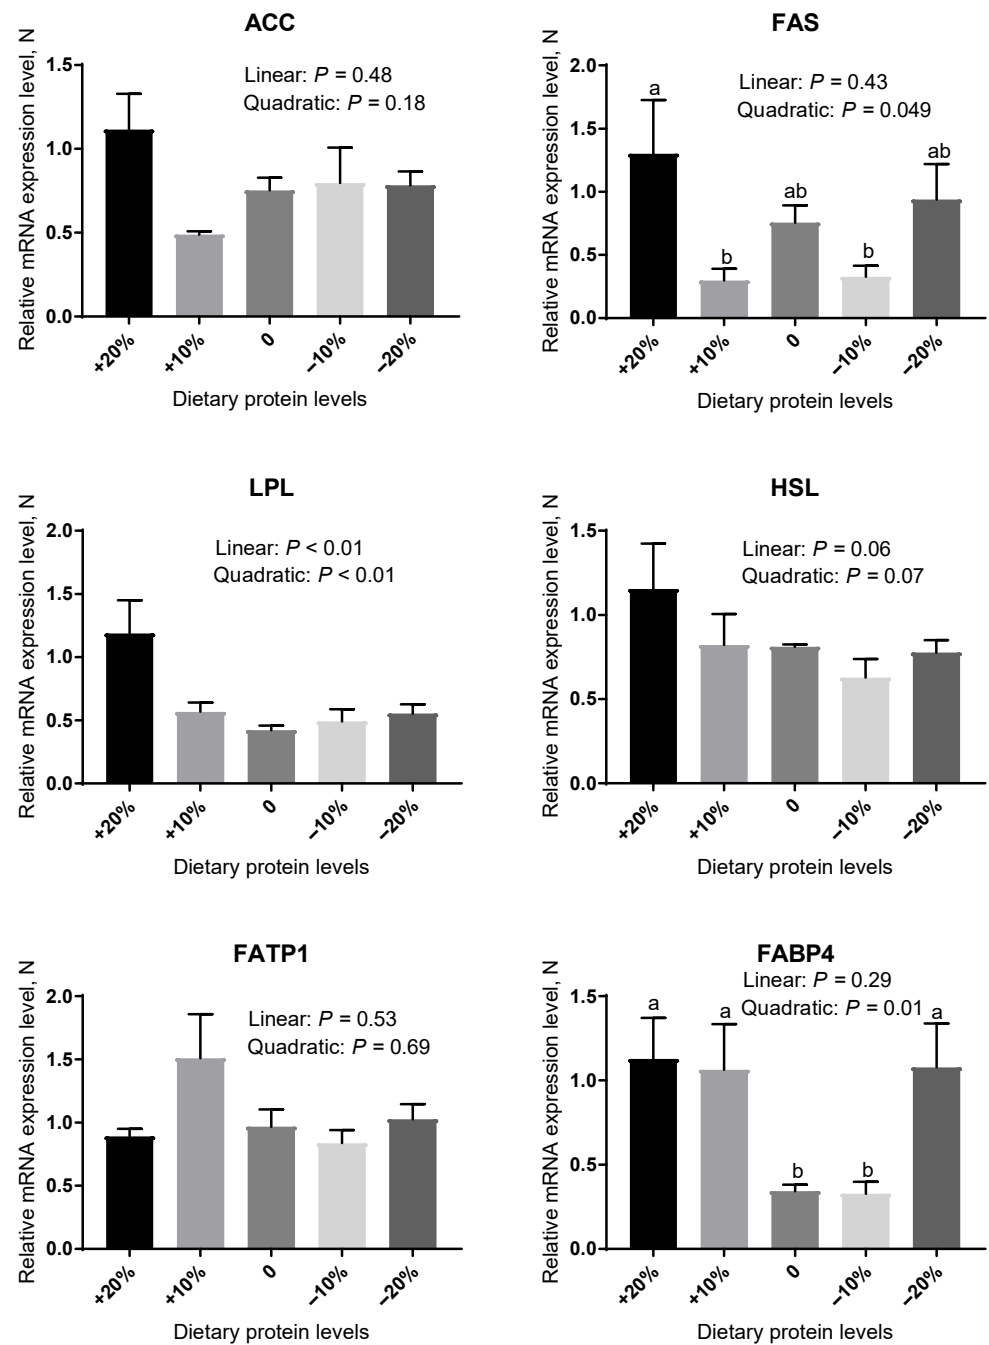 ACC
Relative mRNA expression level, N
1.5
1.0
0.5
0.0
Linear: P = 0.48
Quadratic: P = 0.18
+20%
+10%
0
−10%
−20%
Dietary protein levels
FAS
Relative mRNA expression level, N
2.0
1.5
1.0
0.5
0.0
Linear: P = 0.43
Quadratic: P = 0.049
a
b
ab
b
ab
+20%
+10%
0
−10%
−20%
Dietary protein levels
LPL
Relative mRNA expression level, N
2.0
1.5
1.0
0.5
0.0
Linear: P < 0.01
Quadratic: P < 0.01
+20%
+10%
0
−10%
−20%
Dietary protein levels
HSL
Relative mRNA expression level, N
1.5
1.0
0.5
0.0
Linear: P = 0.06
Quadratic: P = 0.07
+20%
+10%
0
−10%
−20%
Dietary protein levels
FATP1
Relative mRNA expression level, N
2.0
1.5
1.0
0.5
0.0
Linear: P = 0.53
Quadratic: P = 0.69
+20%
+10%
0
−10%
−20%
Dietary protein levels
FABP4
Relative mRNA expression level, N
1.5
1.0
0.5
0.0
Linear: P = 0.29
Quadratic: P = 0.01
a
a
b
b
a
+20%
+10%
0
−10%
−20%
Dietary protein levels